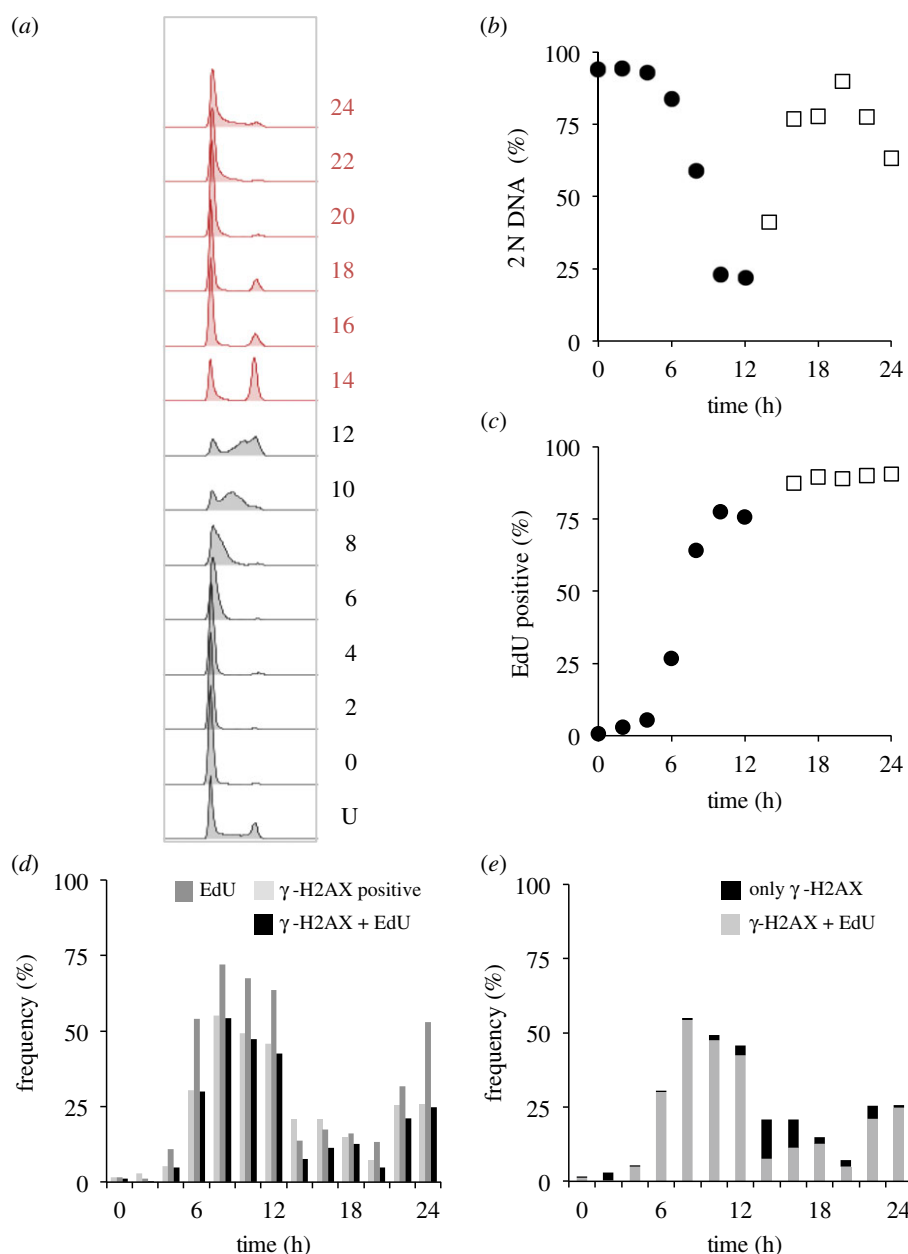 (a)
24
22
20
18
16
14
12
10
8
6
4
2
0
U
(b)
100
75
50
25
0
2 N DNA (%)
0 6 12 18 24
time (h)
(c)
100
75
50
25
0
EdU positive (%)
0 6 12 18 24
time (h)
(d)
100
75
50
25
0
frequency (%)
EdU γ-H2AX positive
γ-H2AX + EdU
0 6 12 18 24
time (h)
(e)
100
75
50
25
0
frequency (%)
only γ-H2AX
γ-H2AX + EdU
0 6 12 18 24
time (h)